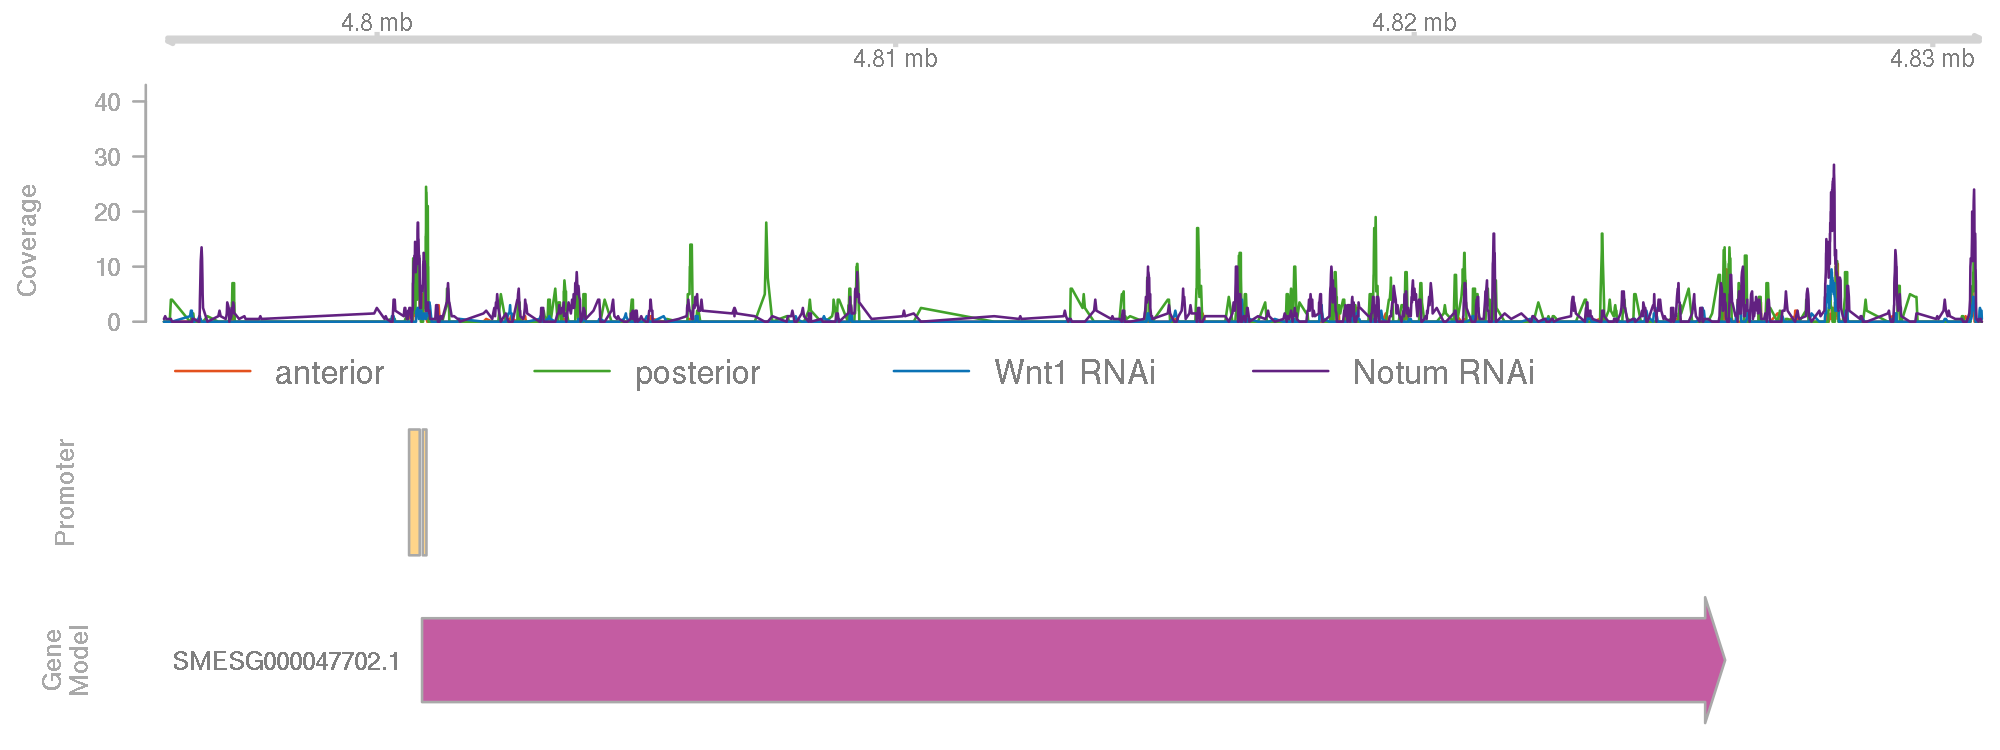 4.8 mb
4.82 mb
4.81 mb
4.83 mb
Coverage
40
30
20
10
0
anterior
posterior
Wnt1 RNAi
Notum RNAi
Promoter
Gene
Model
SMESG000047702.1